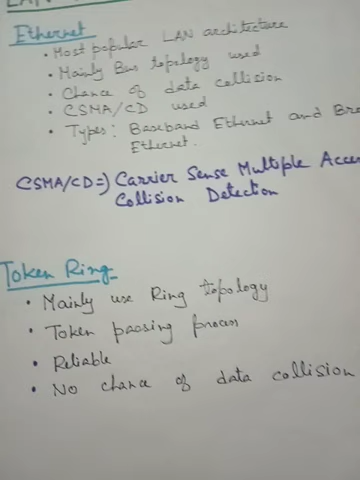 LAN
Ethernet
• Most popular LAN architecture
• Mainly Bus topology used
• Chance of data collision
• CSMA/CD used
• Types: Baseband Ethernet and
Ethernet.
CSMA/CD=) Carrier Sense Multiple
Collision Detection
Token Ring
• Mainly use Ring topology
• Token passing process
• Reliable
• No chance of data collision